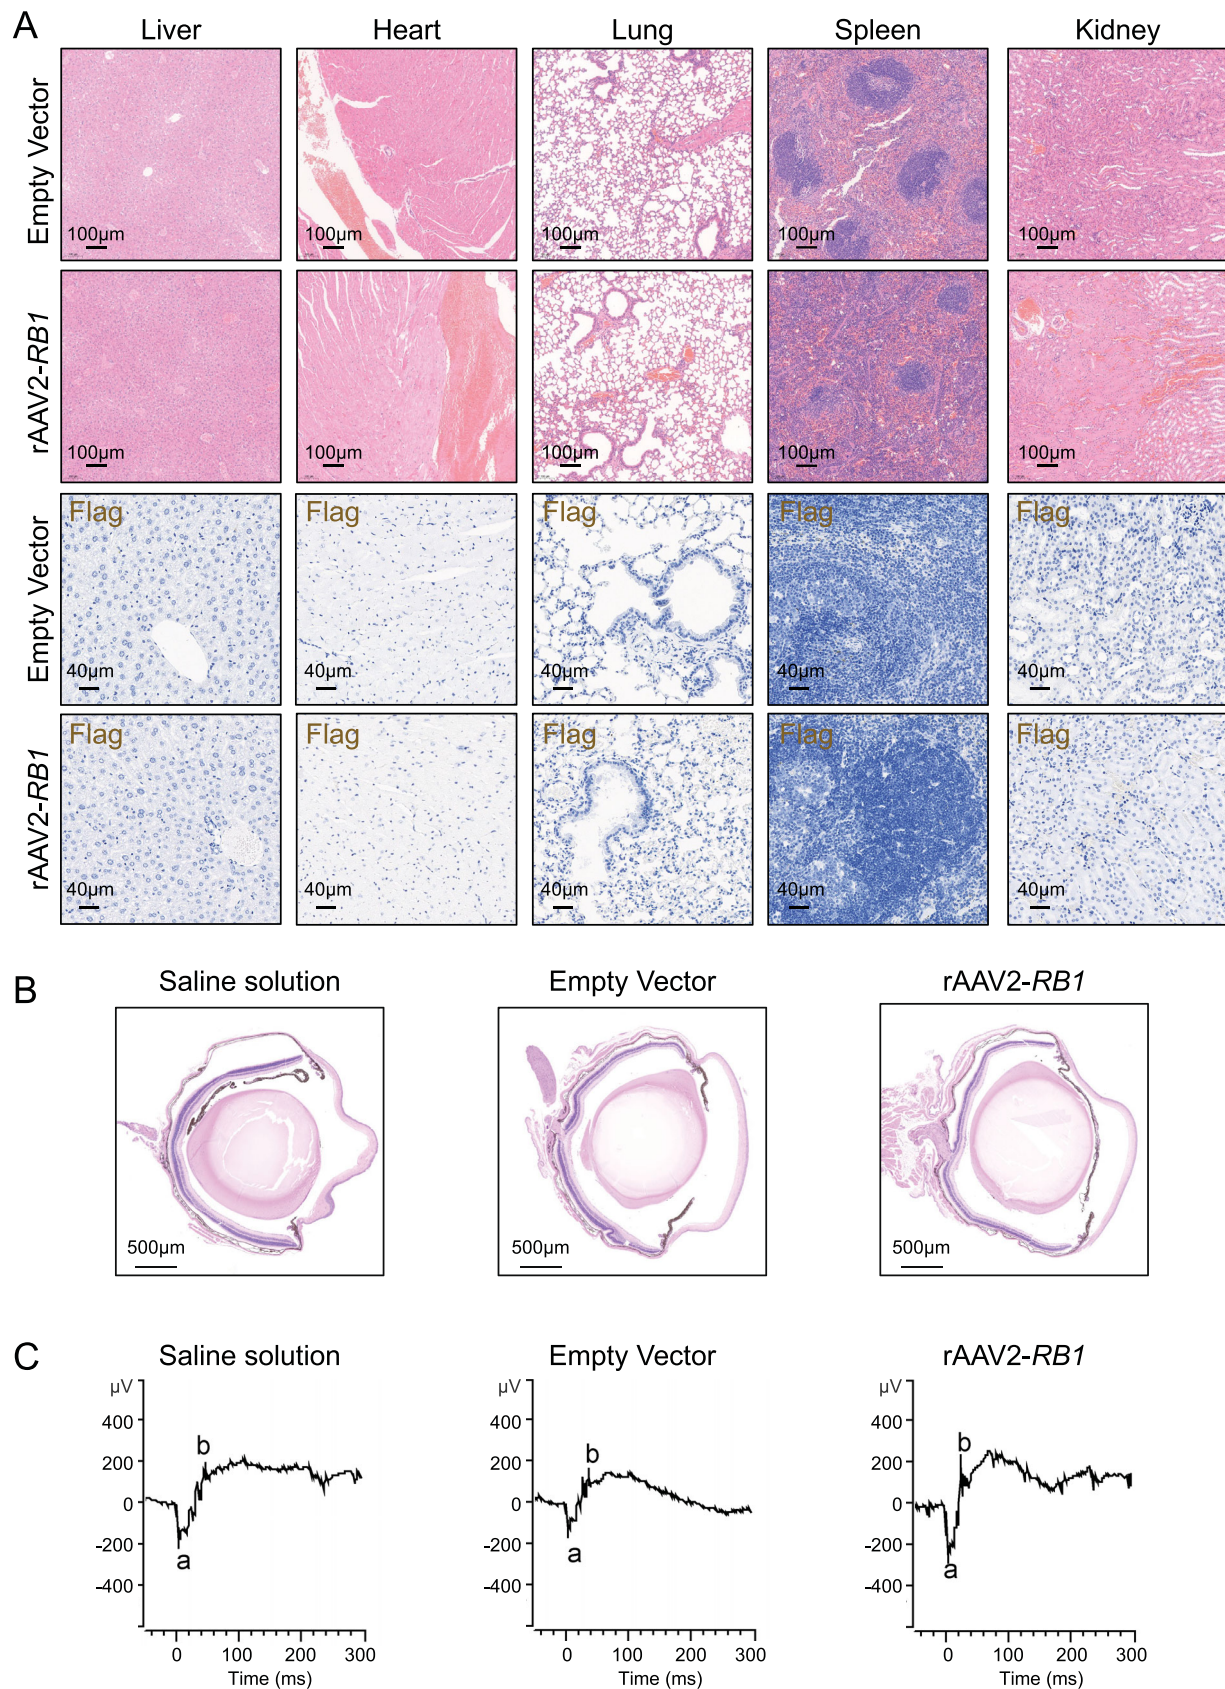 A
Liver Heart Lung Spleen Kidney
Empty Vector
100µm 100µm 100µm 100µm 100µm
rAAV2-RB1
100µm 100µm 100µm 100µm 100µm
Empty Vector
Flag Flag Flag Flag Flag
40µm 40µm 40µm 40µm 40µm
rAAV2-RB1
Flag Flag Flag Flag Flag
40µm 40µm 40µm 40µm 40µm
B
Saline solution Empty Vector rAAV2-RB1
500µm 500µm 500µm
C
Saline solution Empty Vector rAAV2-RB1
µV µV µV
400 400 400
b b b
200 200 200
0 0 0
-200 -200 -200
a a a
-400 -400 -400
0 100 200 300 0 100 200 300 0 100 200 300
Time (ms) Time (ms) Time (ms)